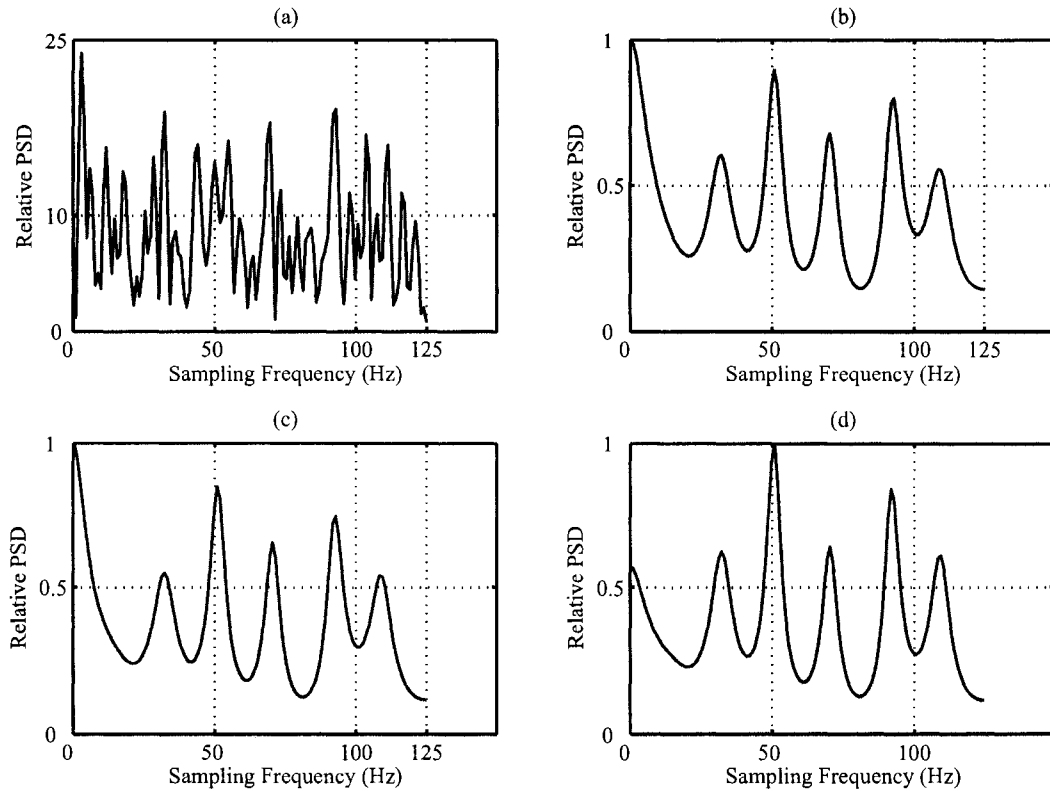 (a)
25
10
0
Relative PSD
0 50 100 125
Sampling Frequency (Hz)
(b)
1
0.5
0
Relative PSD
0 50 100 125
Sampling Frequency (Hz)
(c)
1
0.5
0
Relative PSD
0 50 100 125
Sampling Frequency (Hz)
(d)
1
0.5
0
Relative PSD
0 50 100
Sampling Frequency (Hz)